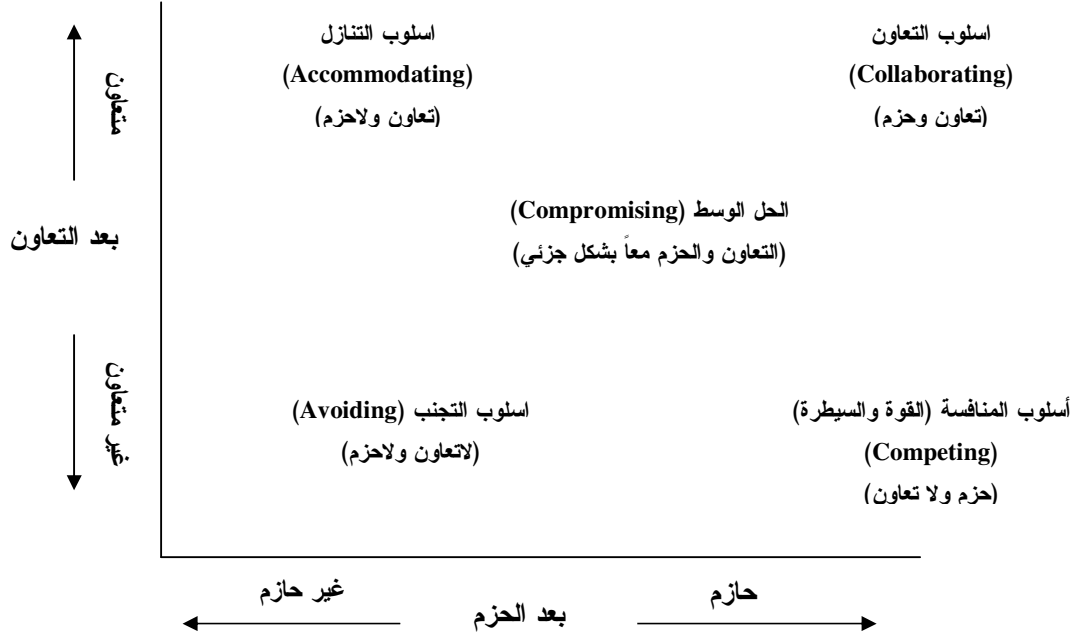 اسلوب التعاون
(Collaborating)
(تعاون وحزم)
اسلوب التنازل
(Accommodating)
(تعاون ولاحزم)
متعاون
الحل الوسط (Compromising)
(التعاون والحزم معاً بشكل جزئي)
بعد التعاون
غير متعاون
أسلوب المنافسة (القوة والسيطرة)
(Competing)
(حزم ولا تعاون)
اسلوب التجنب (Avoiding)
(لاتعاون ولاحزم)
حازم
بعد الحزم
غير حازم